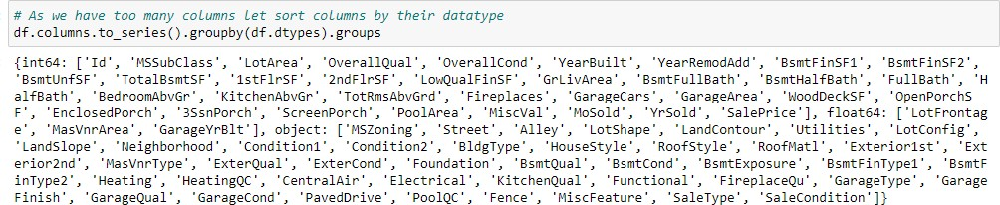 # As we have too many columns let sort columns by their datatype
df.columns.to_series().groupby(df.dtypes).groups
{int64: ['Id', 'MSSubClass', 'LotArea', 'OverallQual', 'OverallCond', 'YearBuilt', 'YearRemodAdd', 'BsmtFinSF1', 'BsmtFinSF2',
'BsmtUnfSF', 'TotalBsmtSF', '1stFlrSF', '2ndFlrSF', 'LowQualFinSF', 'GrLivArea', 'BsmtFullBath', 'BsmtHalfBath', 'FullBath', 'H
alfBath', 'BedroomAbvGr', 'KitchenAbvGr', 'TotRmsAbvGrd', 'Fireplaces', 'GarageCars', 'GarageArea', 'WoodDeckSF', 'OpenPorchS
F', 'EnclosedPorch', '3SsnPorch', 'ScreenPorch', 'PoolArea', 'MiscVal', 'MoSold', 'YrSold', 'SalePrice'], float64: ['LotFrontag
e', 'MasVnrArea', 'GarageYrBlt'], object: ['MSZoning', 'Street', 'Alley', 'LotShape', 'LandContour', 'Utilities', 'LotConfig',
'LandSlope', 'Neighborhood', 'Condition1', 'Condition2', 'BldgType', 'HouseStyle', 'RoofStyle', 'RoofMatl', 'Exterior1st', 'Ext
erior2nd', 'MasVnrType', 'ExterQual', 'ExterCond', 'Foundation', 'BsmtQual', 'BsmtCond', 'BsmtExposure', 'BsmtFinType1', 'BsmtF
inType2', 'Heating', 'HeatingQC', 'CentralAir', 'Electrical', 'KitchenQual', 'Functional', 'FireplaceQu', 'GarageType', 'Garage
Finish', 'GarageQual', 'GarageCond', 'PavedDrive', 'PoolQC', 'Fence', 'MiscFeature', 'SaleType', 'SaleCondition']}